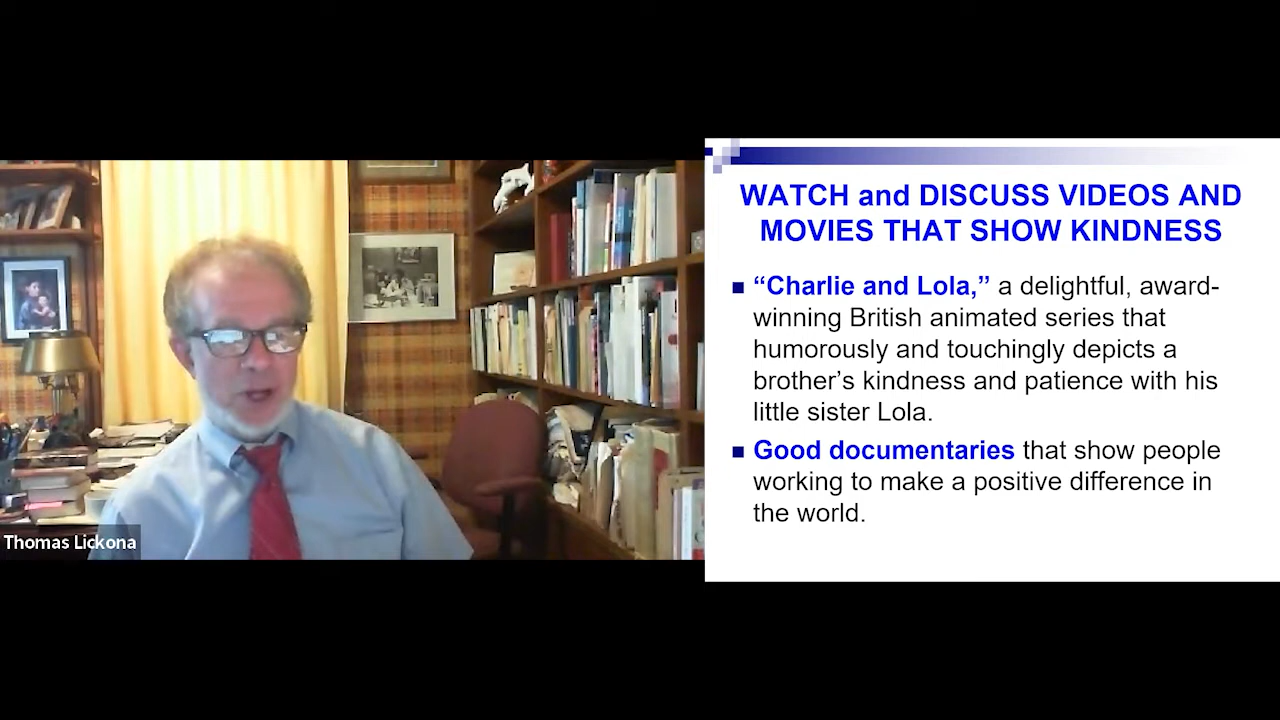 WATCH and DISCUSS VIDEOS AND
MOVIES THAT SHOW KINDNESS
“Charlie and Lola,” a delightful, award-
winning British animated series that
humorously and touchingly depicts a
brother’s kindness and patience with his
little sister Lola.
Good documentaries that show people
working to make a positive difference in
the world.
Thomas Lickona